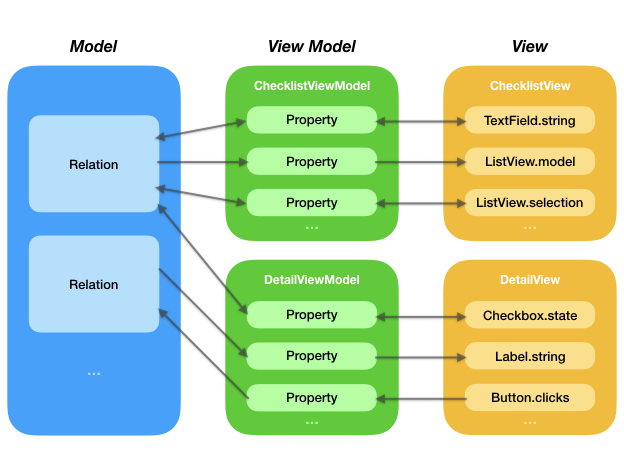 Model
View Model
View
Relation
Relation
...
ChecklistViewModel
Property
Property
Property
...
ChecklistView
TextField.string
ListView.model
ListView.selection
...
DetailViewModel
Property
Property
Property
...
DetailView
Checkbox.state
Label.string
Button.clicks
...